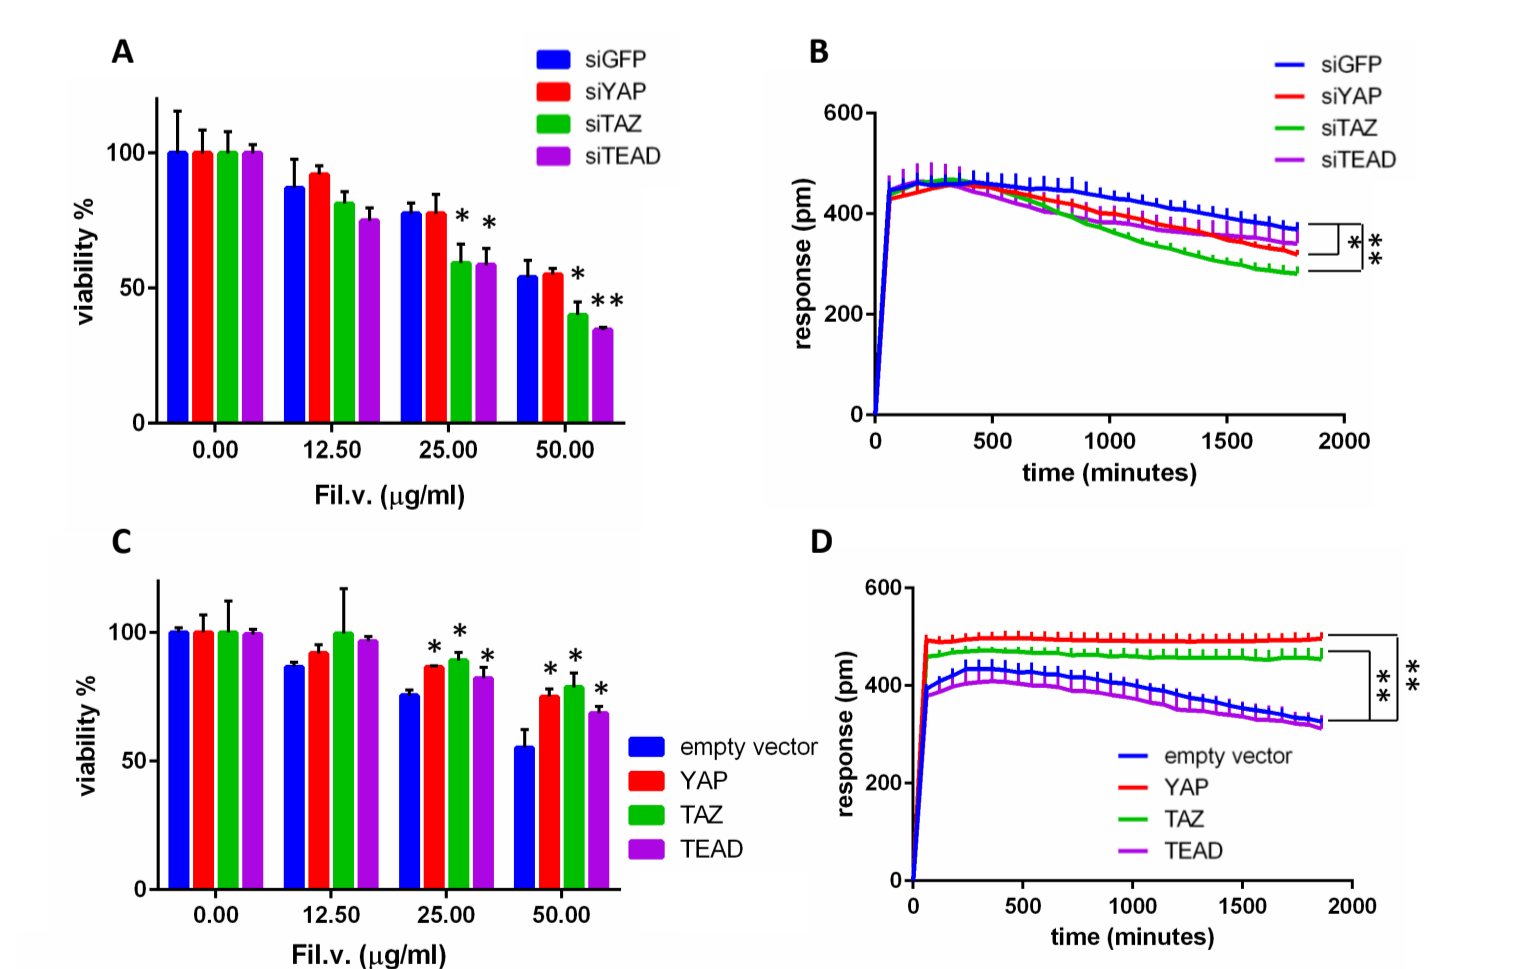 A
siGFP
siYAP
siTAZ
siTEAD
viability %
100
50
0
* *
* **
0.00 12.50 25.00 50.00
Fil.v. (µg/ml)
B
siGFP
siYAP
siTAZ
siTEAD
response (pm)
600
400
200
0
* **
0 500 1000 1500 2000
time (minutes)
C
viability %
100
50
0
* * *
* * *
empty vector
YAP
TAZ
TEAD
0.00 12.50 25.00 50.00
Fil.v. (µg/ml)
D
response (pm)
600
400
200
0
** **
empty vector
YAP
TAZ
TEAD
0 500 1000 1500 2000
time (minutes)